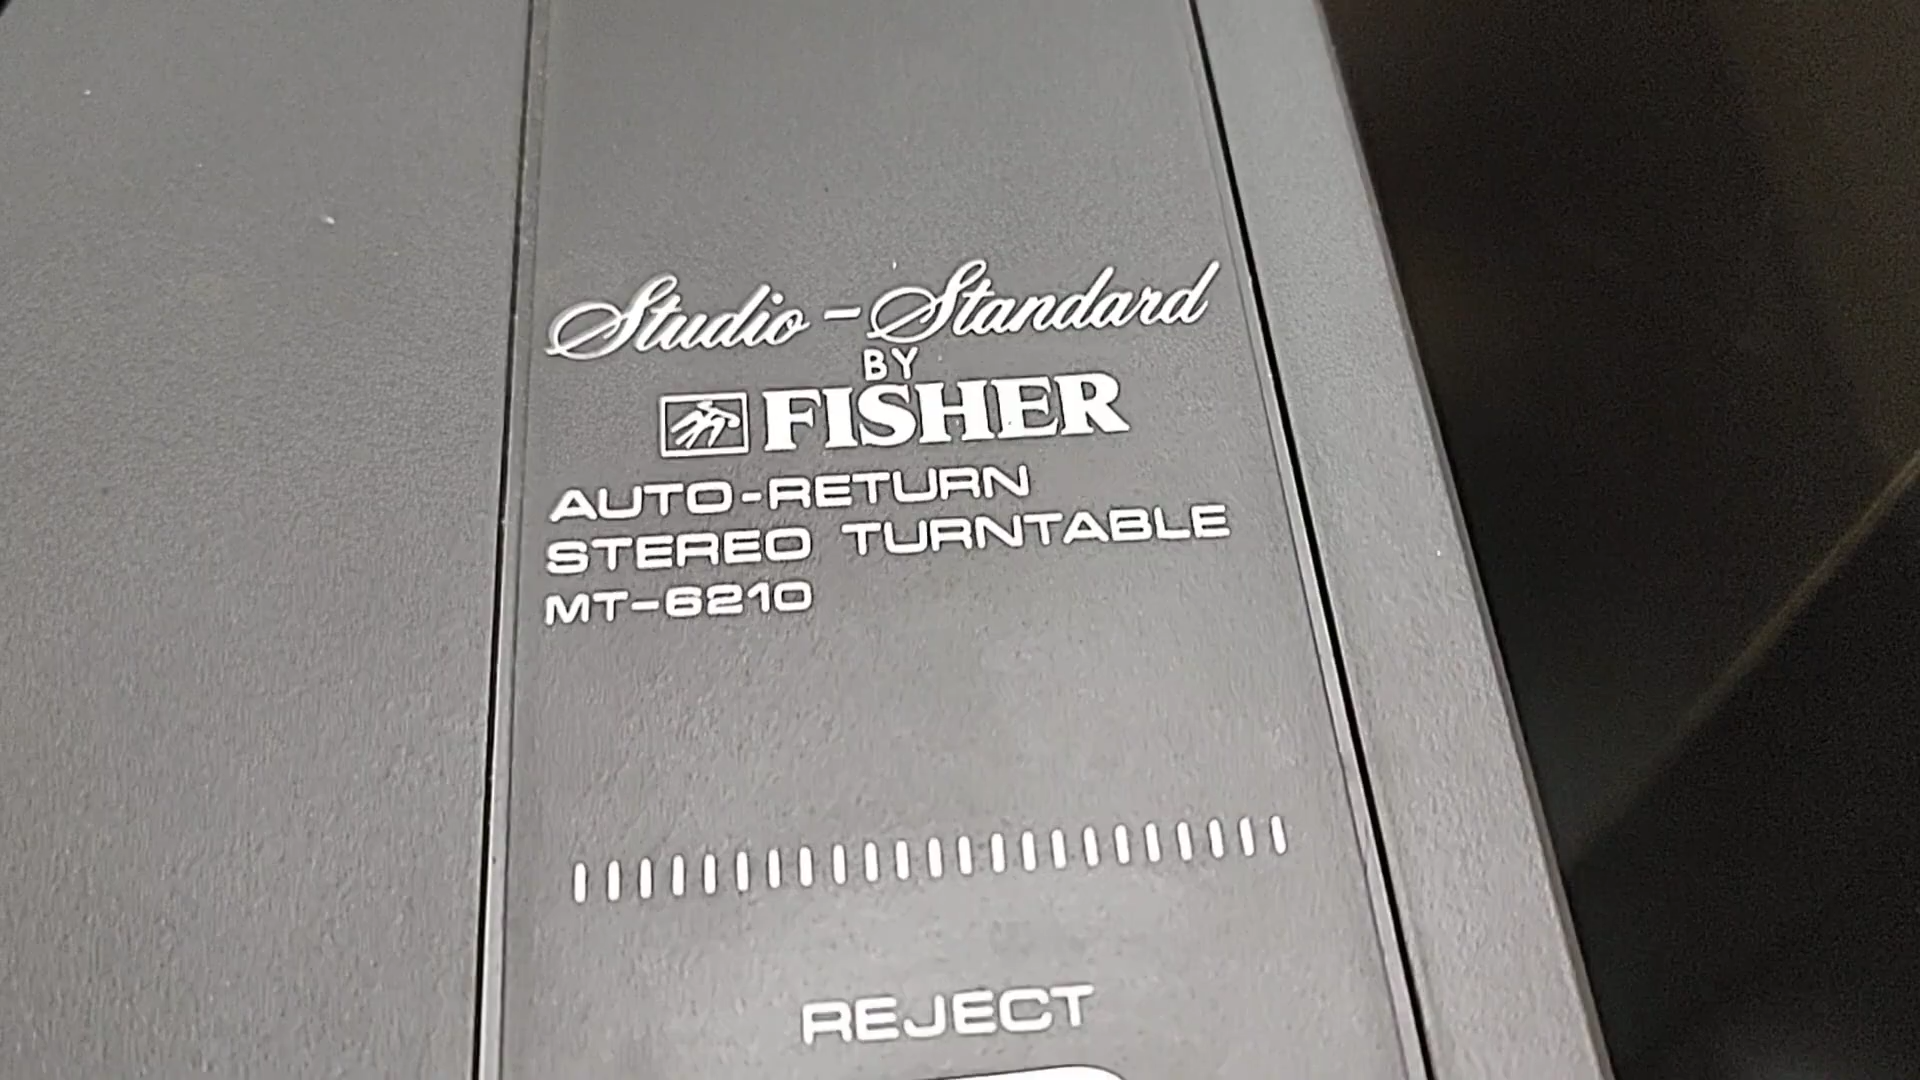 Studio-Standard
BY
FISHER
AUTO-RETURN
STEREO TURNTABLE
MT-6210
REJECT